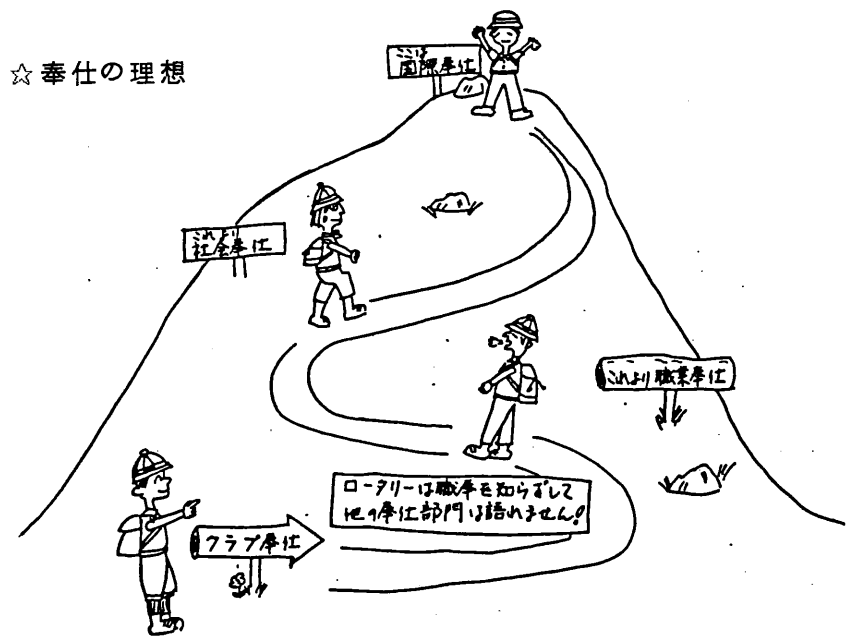 ☆奉仕の理想
ここは
国際奉仕
これより
社会奉仕
これより職業奉仕
ロータリーは職奉を知らずして
他の奉仕部門は語れません!
クラブ奉仕